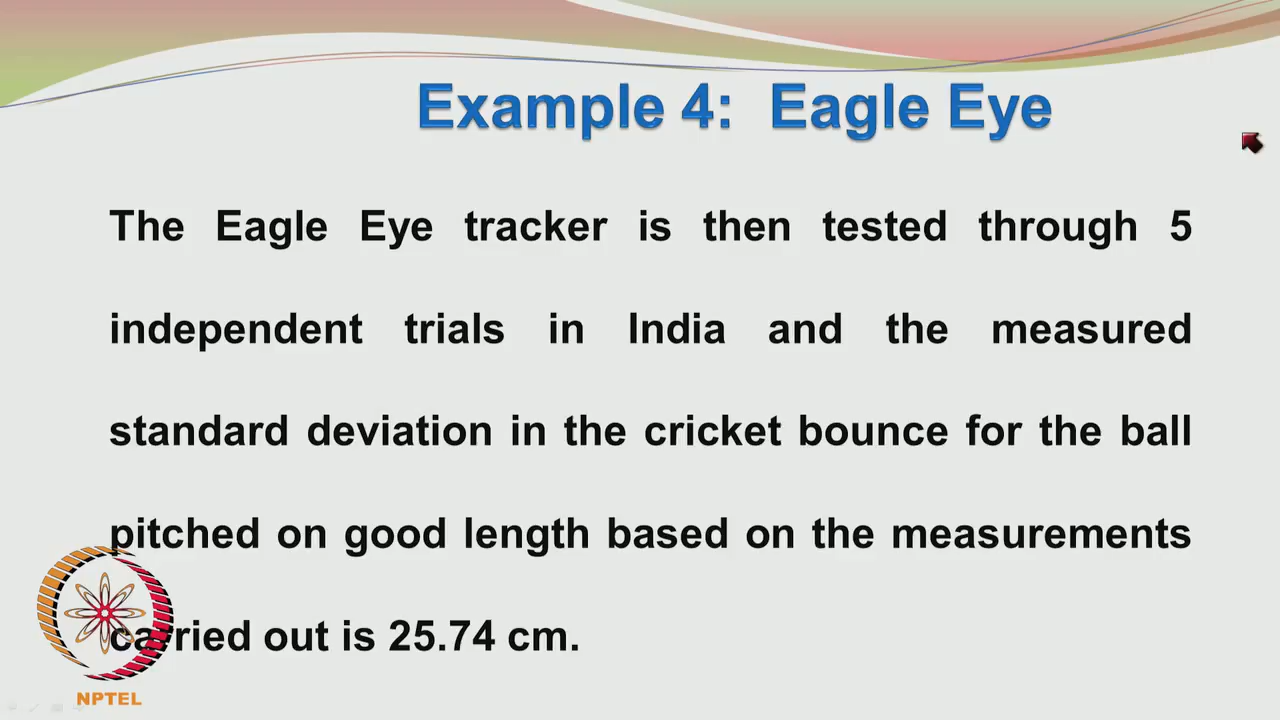 Example 4: Eagle Eye
The Eagle Eye tracker is then tested through 5
independent trials in India and the measured
standard deviation in the cricket bounce for the ball
pitched on good length based on the measurements
carried out is 25.74 cm.
NPTEL